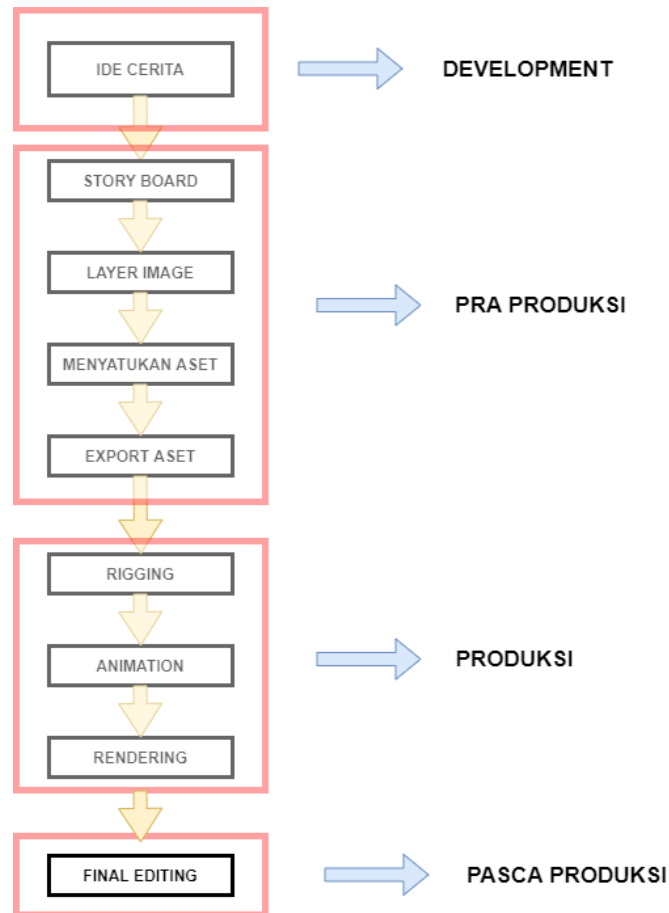 IDE CERITA
DEVELOPMENT
STORY BOARD
LAYER IMAGE
PRA PRODUKSI
MENYATUKAN ASET
EXPORT ASET
RIGGING
ANIMATION
PRODUKSI
RENDERING
FINAL EDITING
PASCA PRODUKSI